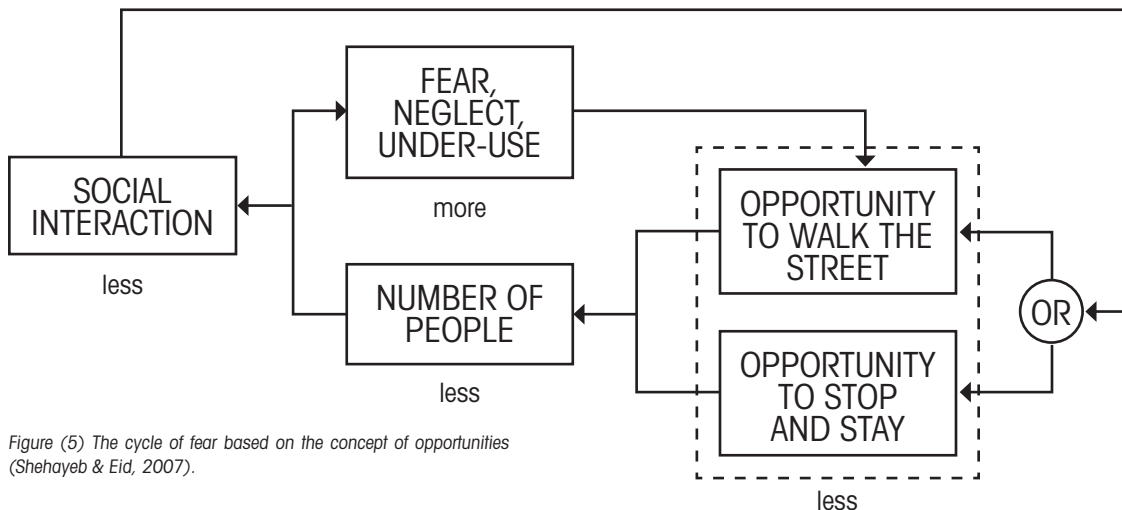 FEAR,
NEGLECT,
UNDER-USE
more
SOCIAL
INTERACTION
less
NUMBER OF
PEOPLE
less
OPPORTUNITY
TO WALK THE
STREET
OPPORTUNITY
TO STOP
AND STAY
less
OR
Figure (5) The cycle of fear based on the concept of opportunities
(Shehayeb & Eid, 2007).